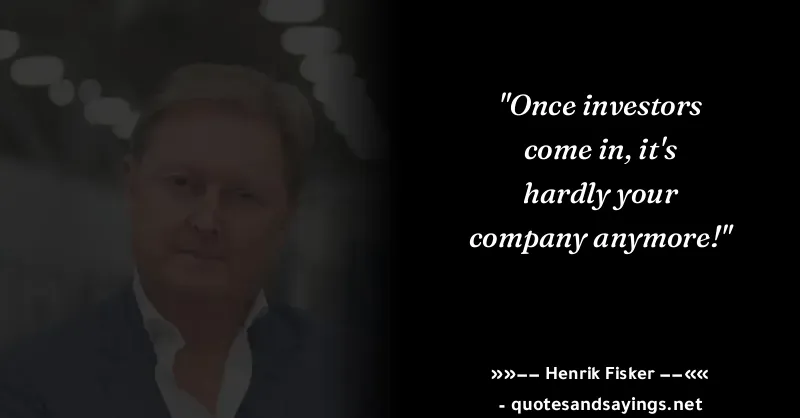 "Once investors
come in, it's
hardly your
company anymore!"
»»−− Henrik Fisker −−««
- quotesandsayings.net